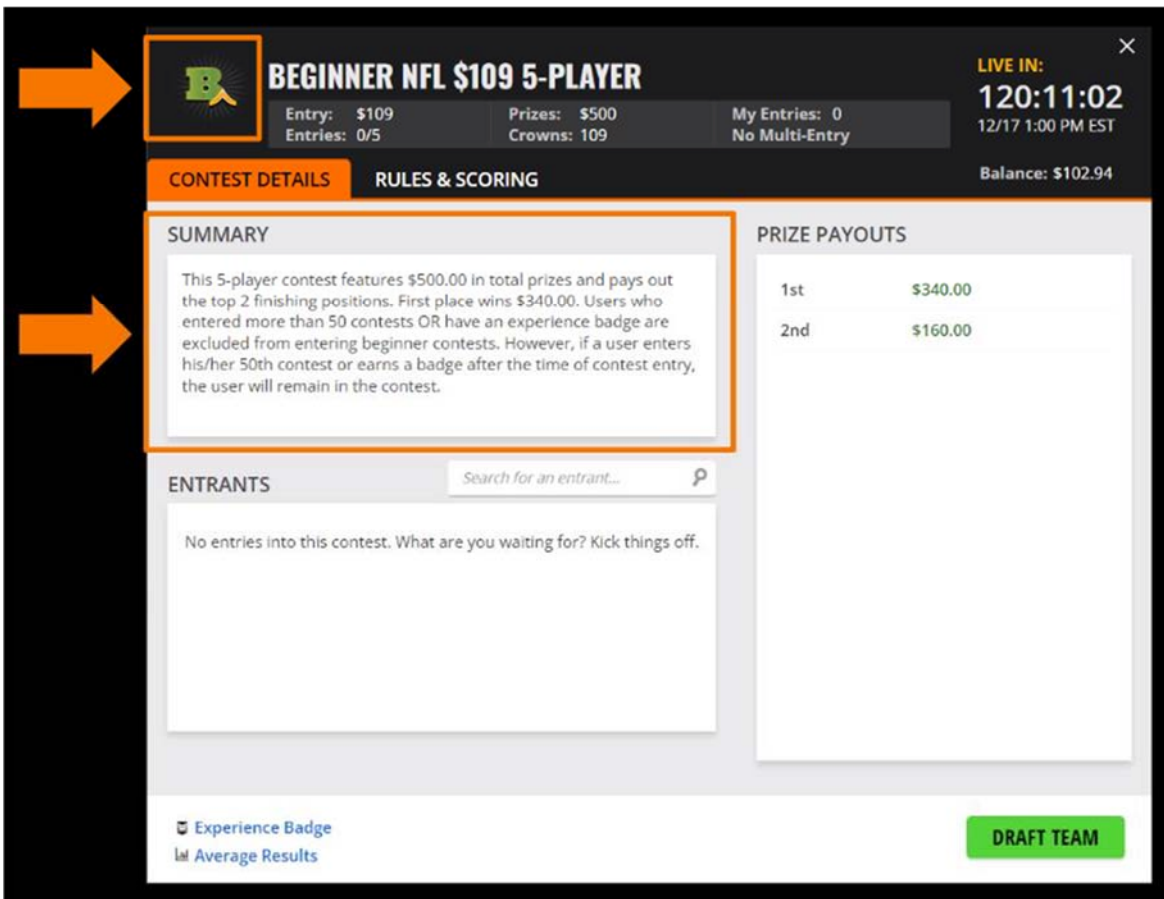 B
BEGINNER NFL $109 5-PLAYER
Entry: $109
Entries: 0/5
Prizes: $500
Crowns: 109
My Entries: 0
No Multi-Entry
LIVE IN:
120:11:02
12/17 1:00 PM EST
Balance: $102.94
CONTEST DETAILS
RULES & SCORING
SUMMARY
This 5-player contest features $500.00 in total prizes and pays out
the top 2 finishing positions. First place wins $340.00. Users who
entered more than 50 contests OR have an experience badge are
excluded from entering beginner contests. However, if a user enters
his/her 50th contest or earns a badge after the time of contest entry,
the user will remain in the contest.
PRIZE PAYOUTS
1st $340.00
2nd $160.00
ENTRANTS
Search for an entrant...
No entries into this contest. What are you waiting for? Kick things off.
Experience Badge
Average Results
DRAFT TEAM